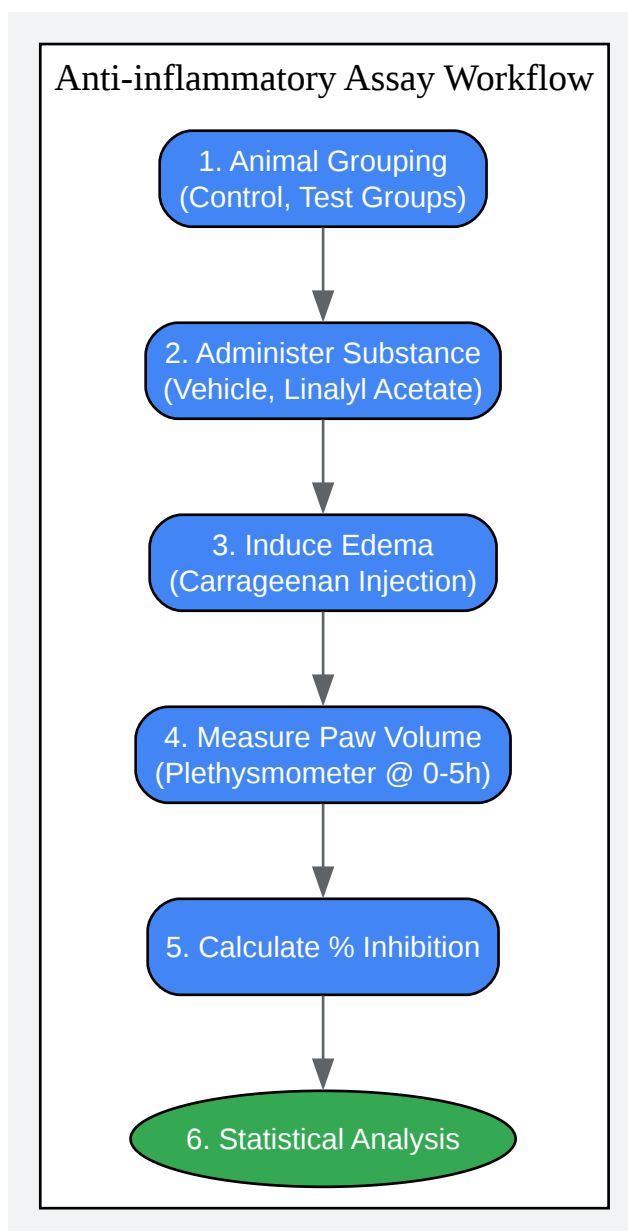 Anti-inflammatory Assay Workflow
1. Animal Grouping
(Control, Test Groups)
2. Administer Substance
(Vehicle, Linalyl Acetate)
3. Induce Edema
(Carrageenan Injection)
4. Measure Paw Volume
(Plethysmometer @ 0-5h)
5. Calculate % Inhibition
6. Statistical Analysis